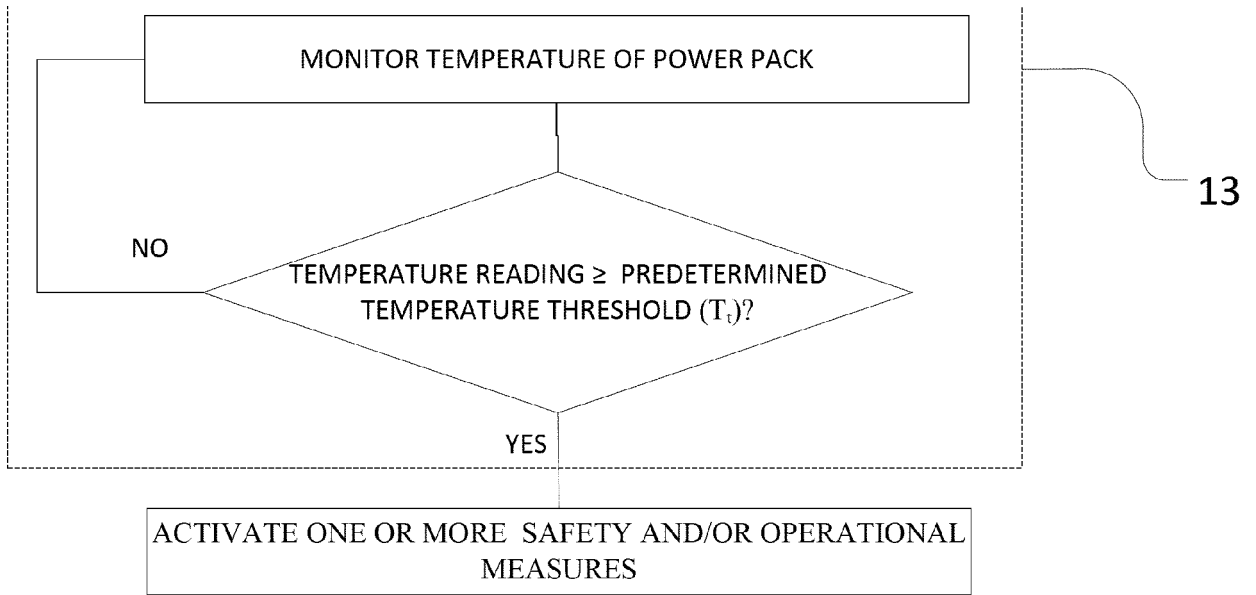 MONITOR TEMPERATURE OF POWER PACK
13
NO
TEMPERATURE READING ≥ PREDETERMINED
TEMPERATURE THRESHOLD (Tₜ)?
YES
ACTIVATE ONE OR MORE SAFETY AND/OR OPERATIONAL
MEASURES